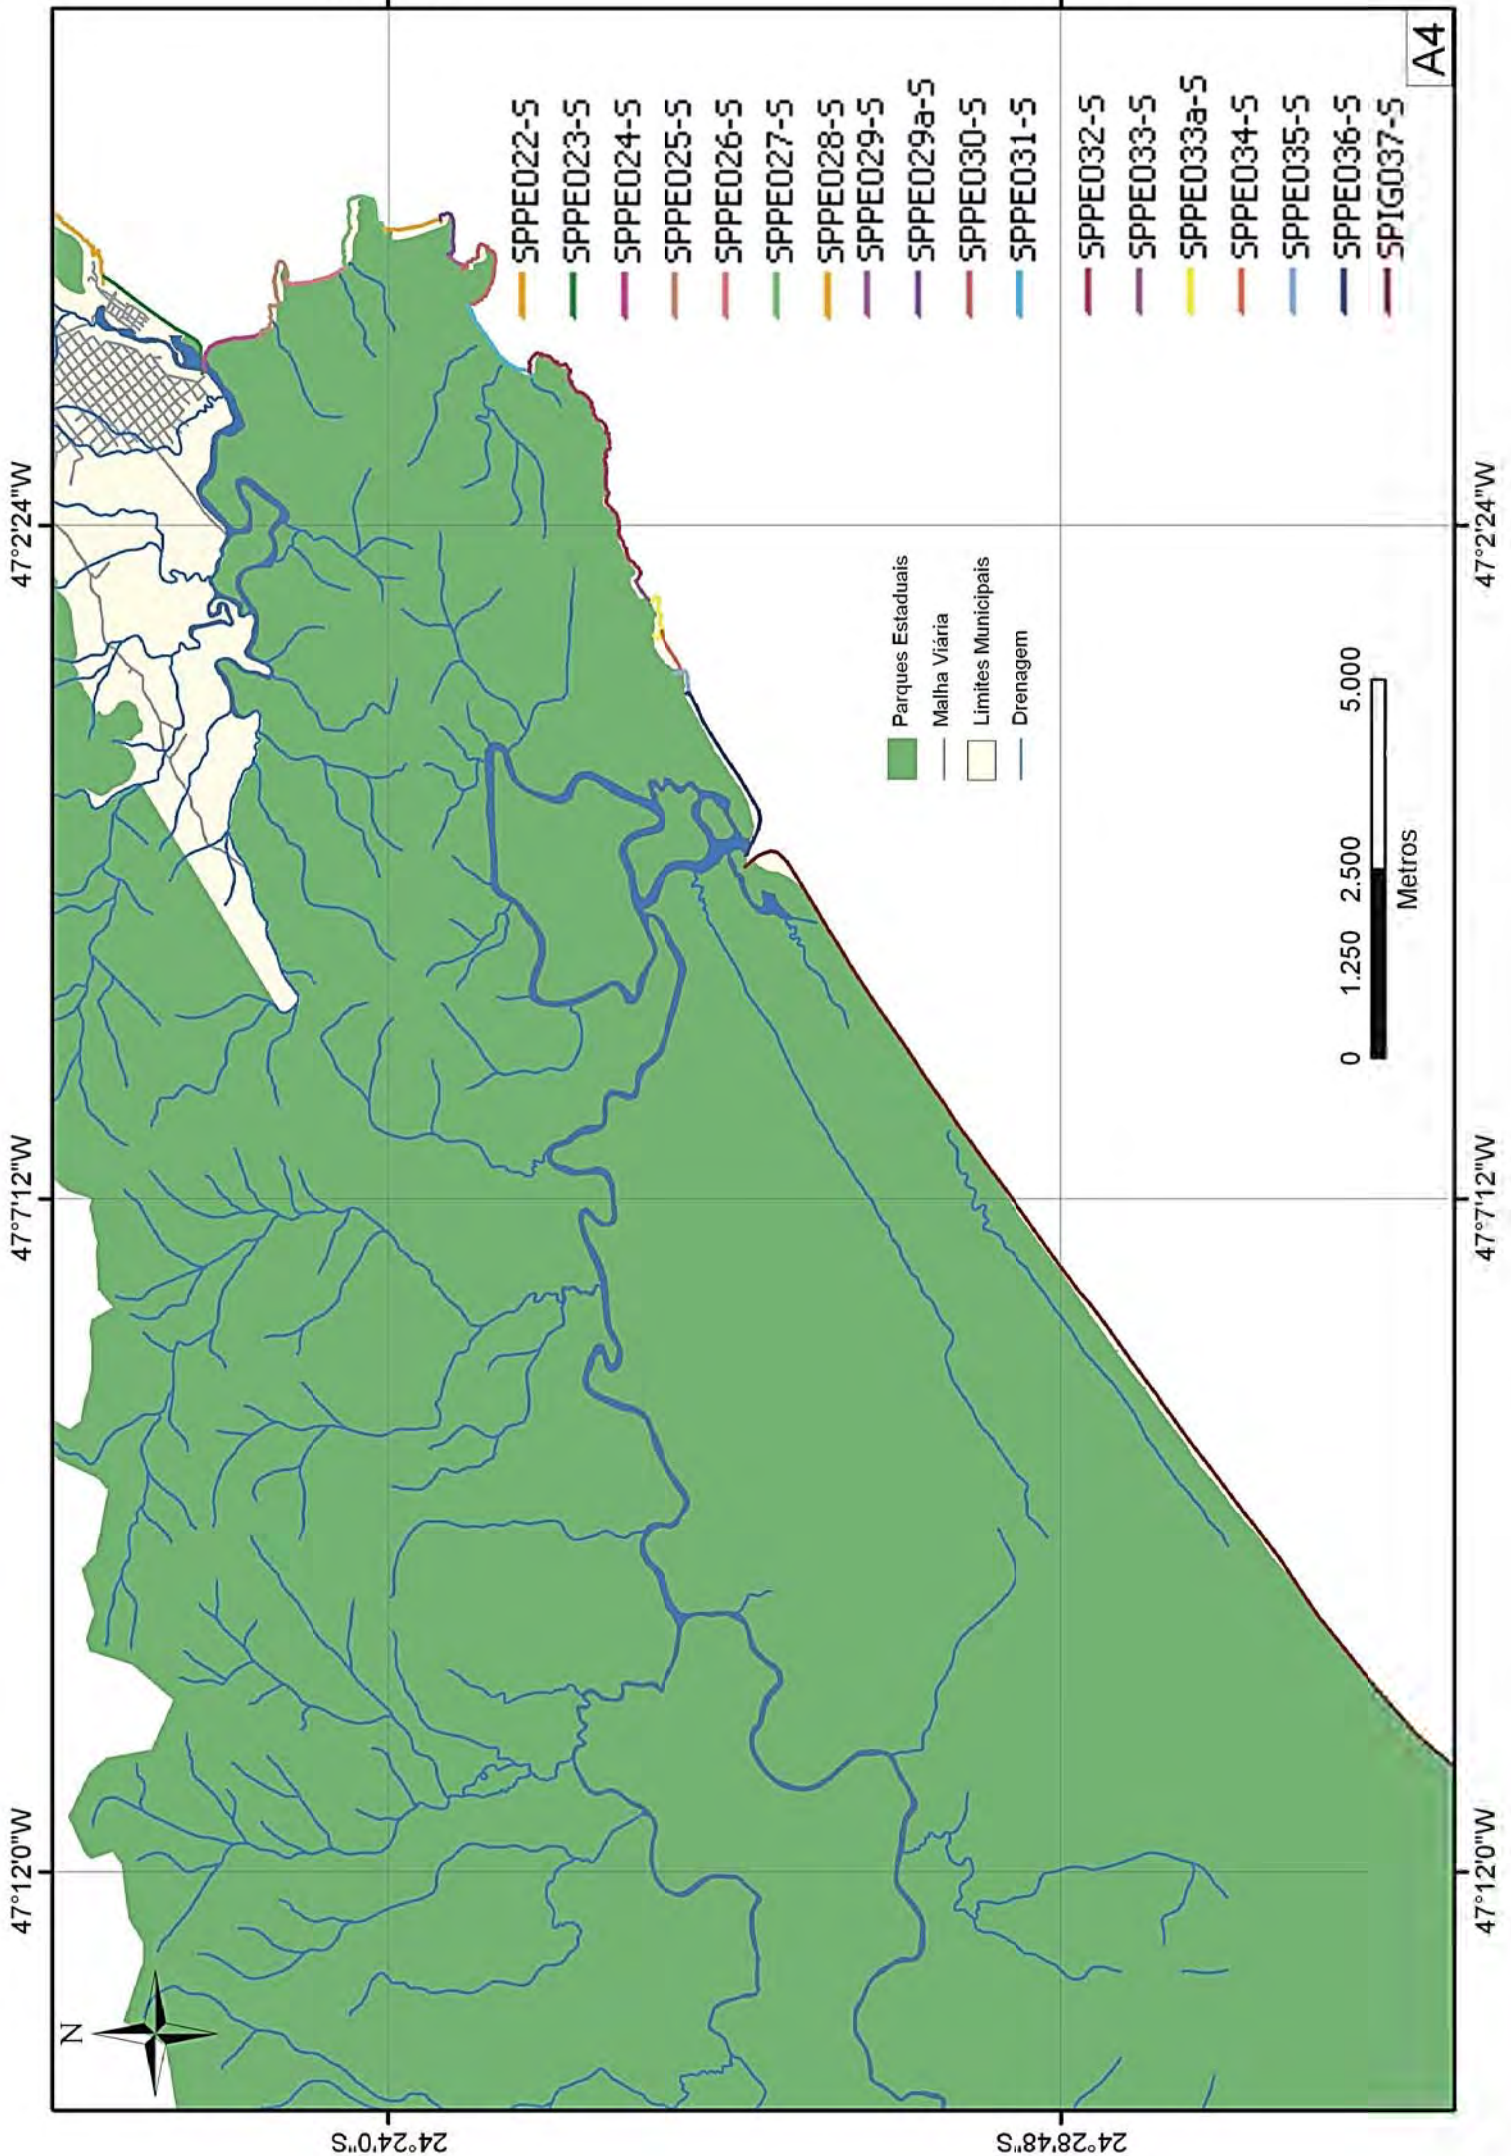 47°12'0"W
47°7'12"W
47°2'24"W
N
24°24'0"S
24°28'48"S
SPPE022-S
SPPE023-S
SPPE024-S
SPPE025-S
SPPE026-S
SPPE027-S
SPPE028-S
SPPE029-S
SPPE029a-S
SPPE030-S
SPPE031-S
SPPE032-S
SPPE033-S
SPPE033a-S
SPPE034-S
SPPE035-S
SPPE036-S
SPIG037-S
Parques Estaduais
Malha Viária
Limites Municipais
Drenagem
0 1.250 2.500 5.000
Metros
A4
47°12'0"W
47°7'12"W
47°2'24"W